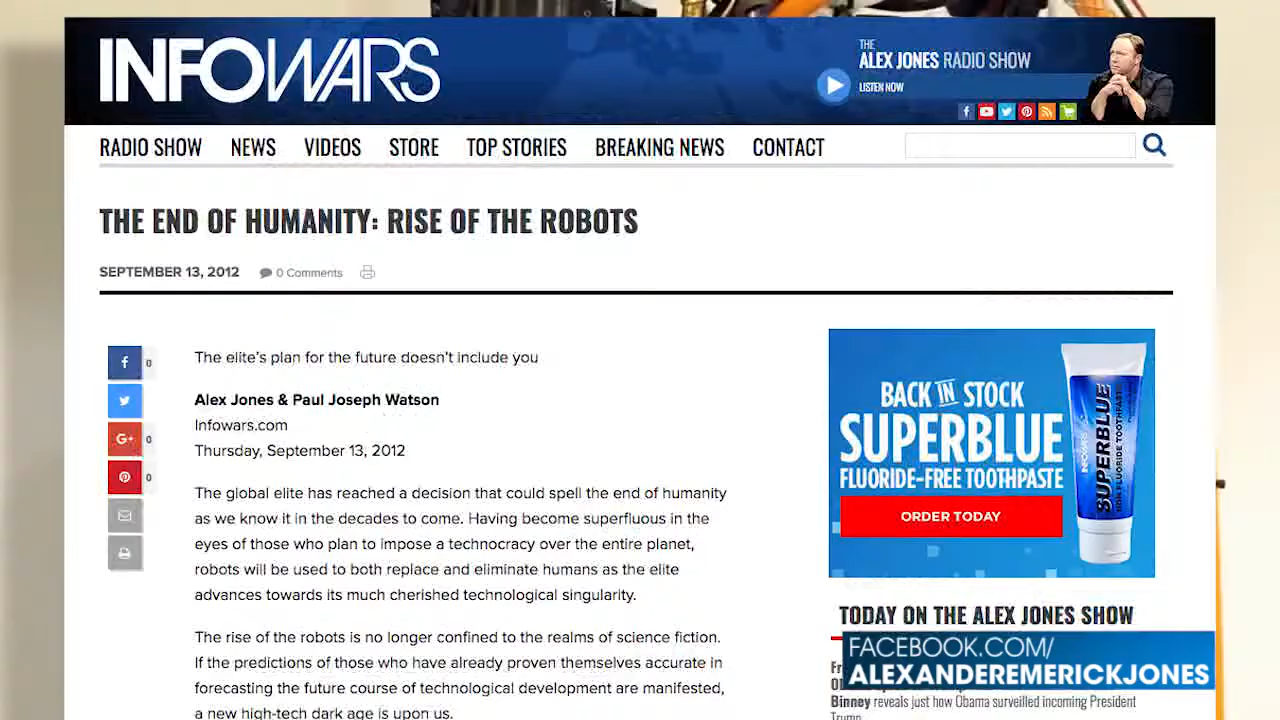 INFOWARS
THE
ALEX JONES RADIO SHOW
LISTEN NOW
RADIO SHOW NEWS VIDEOS STORE TOP STORIES BREAKING NEWS CONTACT
THE END OF HUMANITY: RISE OF THE ROBOTS
SEPTEMBER 13, 2012 0 Comments
0
G+ 0
0
The elite's plan for the future doesn't include you
Alex Jones & Paul Joseph Watson
Infowars.com
Thursday, September 13, 2012
The global elite has reached a decision that could spell the end of humanity
as we know it in the decades to come. Having become superfluous in the
eyes of those who plan to impose a technocracy over the entire planet,
robots will be used to both replace and eliminate humans as the elite
advances towards its much cherished technological singularity.
The rise of the robots is no longer confined to the realms of science fiction.
If the predictions of those who have already proven themselves accurate in
forecasting the future course of technological development are manifested,
a new high-tech dark age is upon us.
BACK IN STOCK
SUPERBLUE
FLUORIDE-FREE TOOTHPASTE
ORDER TODAY
INFOWARS
SUPERBLUE
TODAY ON THE ALEX JONES SHOW
FACEBOOK.COM/
ALEXANDEREMERICKJONES
Binney reveals just how Obama surveilled incoming President
Trump